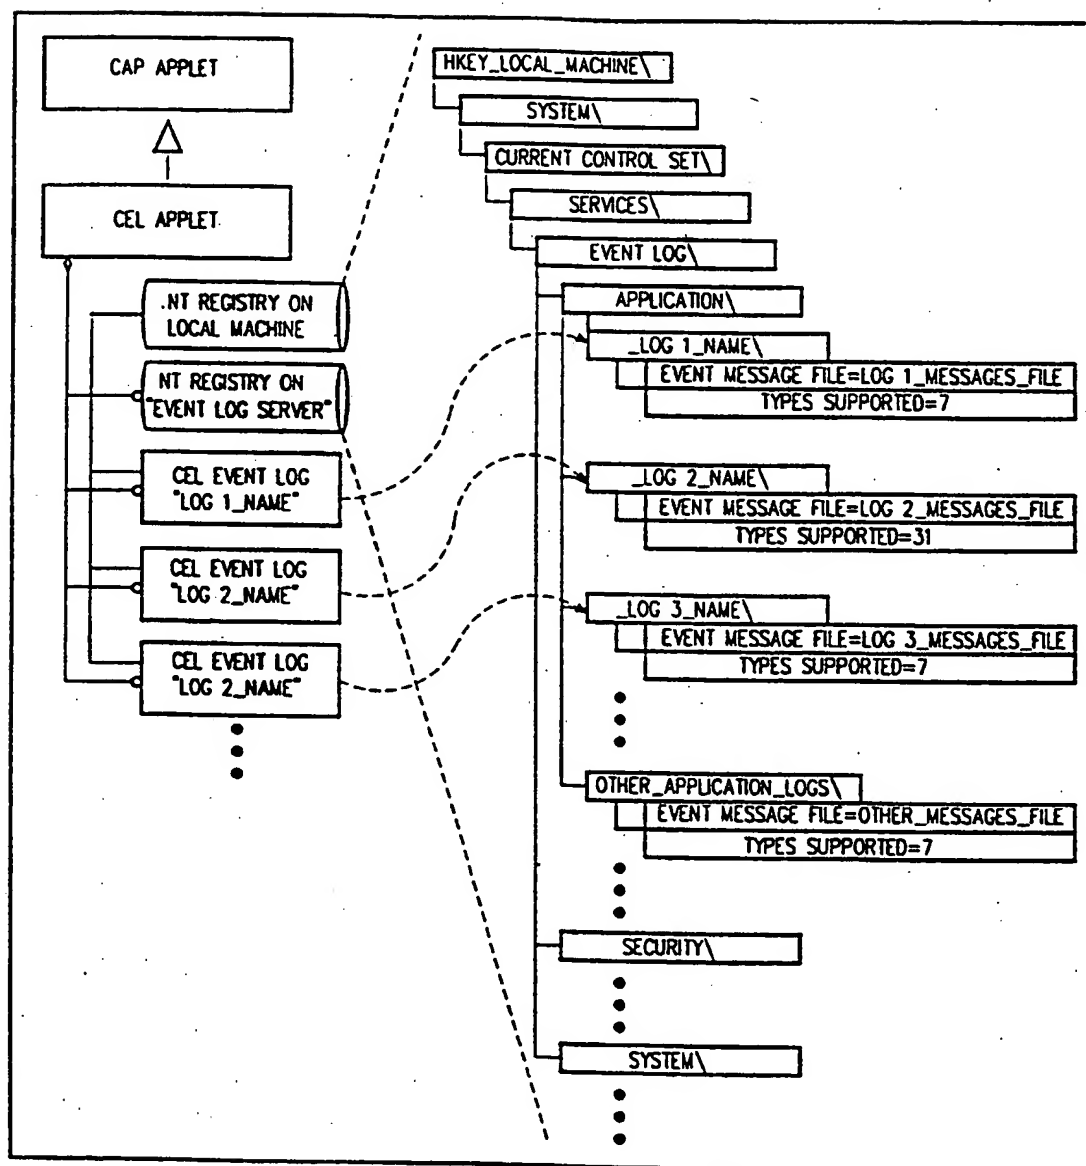 CAP APPLET
CEL APPLET
.NT REGISTRY ON
LOCAL MACHINE
NT REGISTRY ON
"EVENT LOG SERVER"
CEL EVENT LOG
"LOG 1_NAME"
CEL EVENT LOG
"LOG 2_NAME"
CEL EVENT LOG
"LOG 2_NAME"
HKEY_LOCAL_MACHINE\
SYSTEM\
CURRENT CONTROL SET\
SERVICES\
EVENT LOG\
APPLICATION\
_LOG 1_NAME\
EVENT MESSAGE FILE=LOG 1_MESSAGES_FILE
TYPES SUPPORTED=7
_LOG 2_NAME\
EVENT MESSAGE FILE=LOG 2_MESSAGES_FILE
TYPES SUPPORTED=31
_LOG 3_NAME\
EVENT MESSAGE FILE=LOG 3_MESSAGES_FILE
TYPES SUPPORTED=7
OTHER_APPLICATION_LOGS\
EVENT MESSAGE FILE=OTHER_MESSAGES_FILE
TYPES SUPPORTED=7
SECURITY\
SYSTEM\